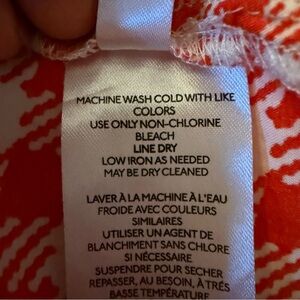 MACHINE WASH COLD WITH LIKE
COLORS
USE ONLY NON-CHLORINE
BLEACH
LINE DRY
LOW IRON AS NEEDED
MAY BE DRY CLEANED
LAVER À LA MACHINE À L'EAU
FROIDE AVEC COULEURS
SIMILAIRES
UTILISER UN AGENT DE
BLANCHIMENT SANS CHLORE
SI NÉCESSAIRE
SUSPENDRE POUR SECHER
REPASSER, AU BESOIN, À TRÈS
BASSE TEMPÉRATURE